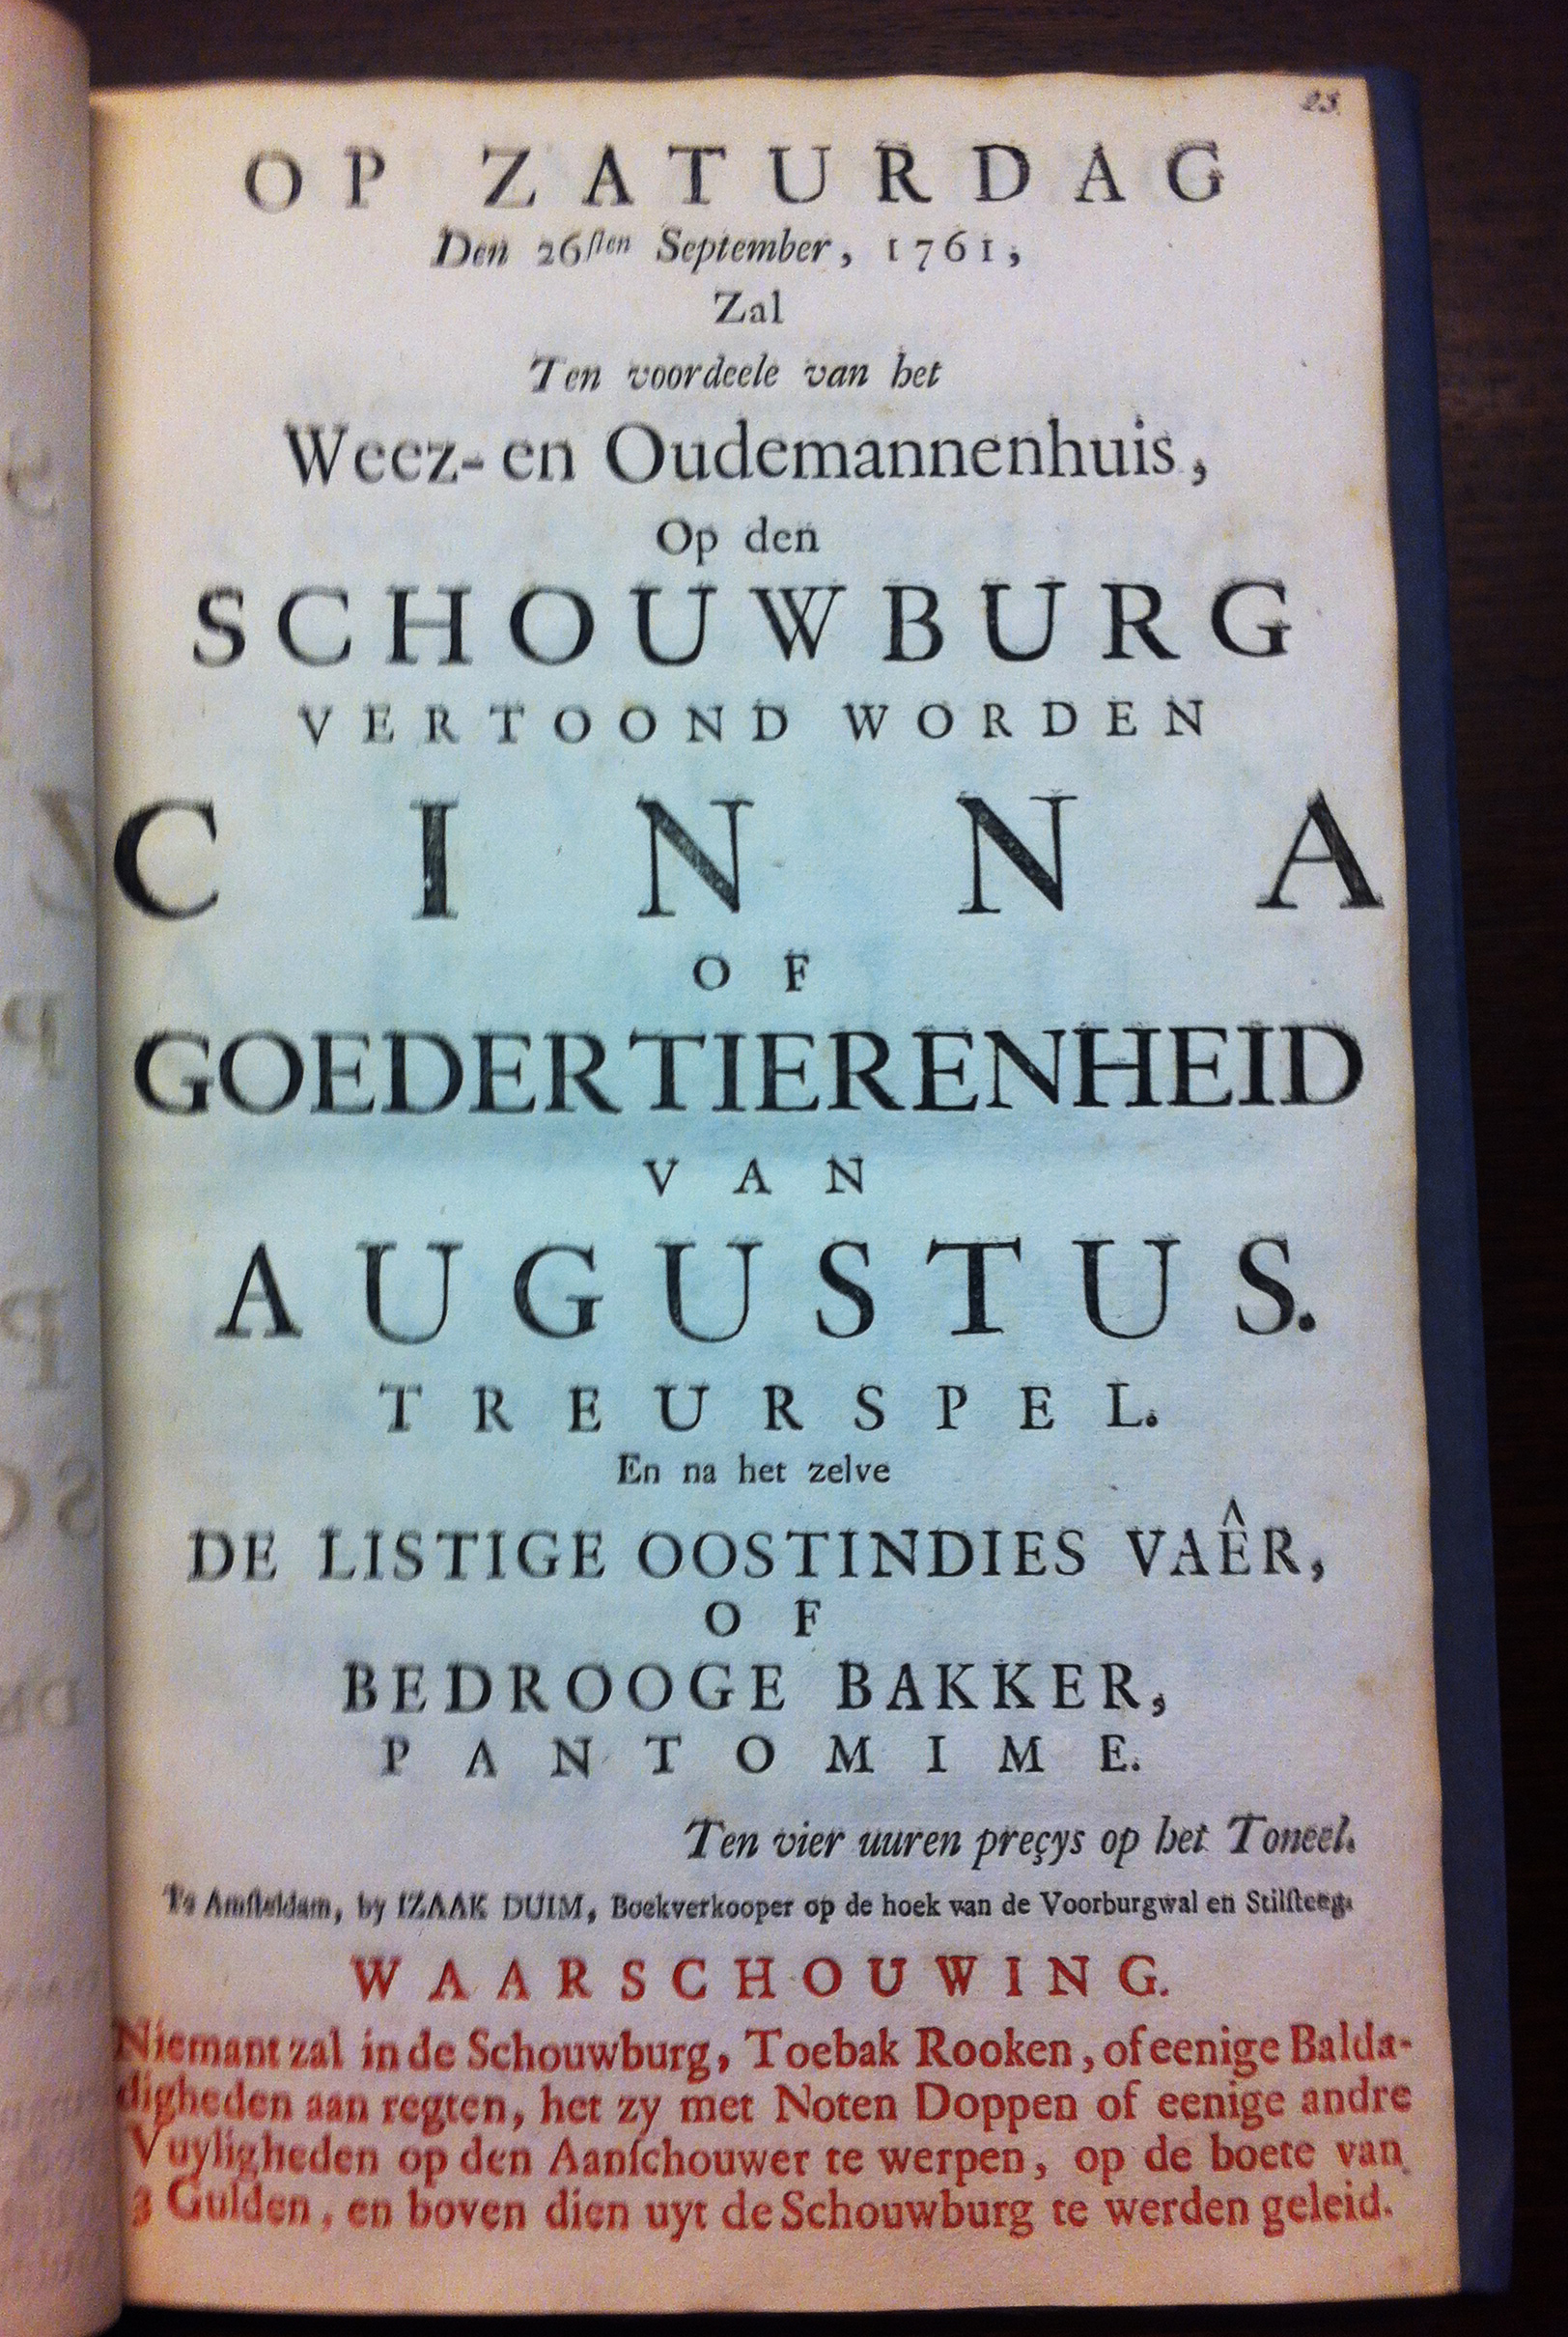 23.
OP ZATURDAG
Den 26ſten September, 1761,
Zal
Ten voordeele van het
Weez- en Oudemannenhuis,
Op den
SCHOUWBURG
VERTOOND WORDEN
CINNA
OF
GOEDERTIERENHEID
VAN
AUGUSTUS.
TREURSPEL.
En na het zelve
DE LISTIGE OOSTINDIES VAÊR,
OF
BEDROOGE BAKKER,
PANTOMIME.
Ten vier uuren preçys op het Toneel.
Te Amſteldam, by IZAAK DUIM, Boekverkooper op de hoek van de Voorburgwal en Stilſteeg.
WAARSCHOUWING.
Niemant zal in de Schouwburg, Toebak Rooken, of eenige Balda-
digheden aan regten, het zy met Noten Doppen of eenige andre
Vuyligheden op den Aanſchouwer te werpen, op de boete van
3 Gulden, en boven dien uyt de Schouwburg te werden geleid.